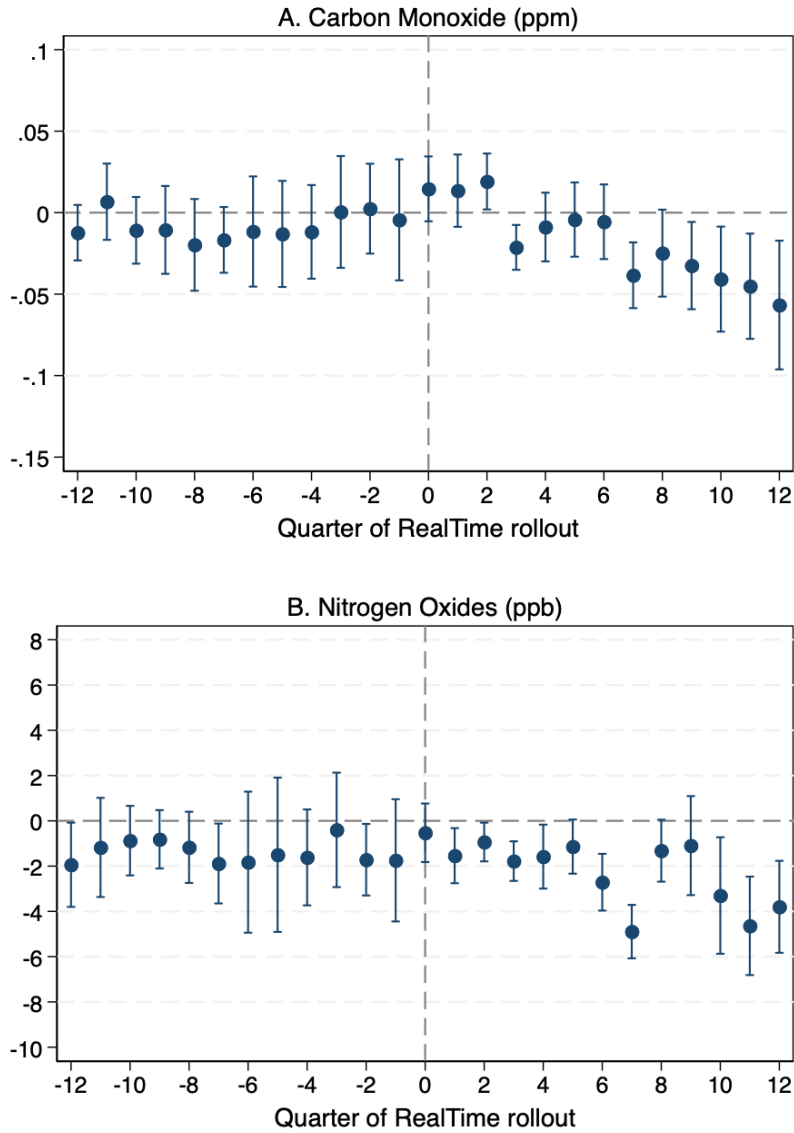 A. Carbon Monoxide (ppm)
.1
.05
0
-.05
-.1
-.15
-12 -10 -8 -6 -4 -2 0 2 4 6 8 10 12
Quarter of RealTime rollout
B. Nitrogen Oxides (ppb)
8
6
4
2
0
-2
-4
-6
-8
-10
-12 -10 -8 -6 -4 -2 0 2 4 6 8 10 12
Quarter of RealTime rollout